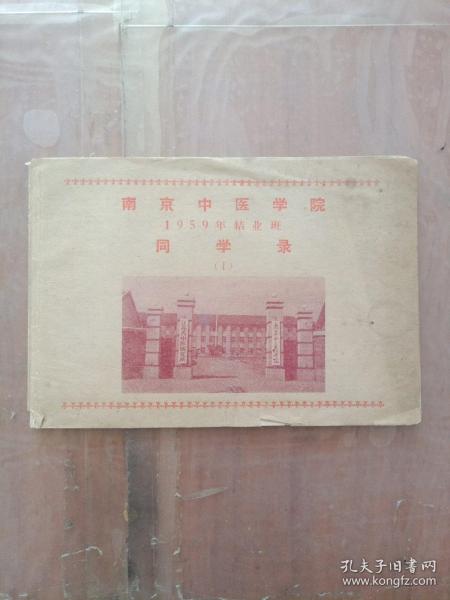 南京中医学院
1959年结业班
同学录
(I)
孔夫子旧书网
www.kongfz.com